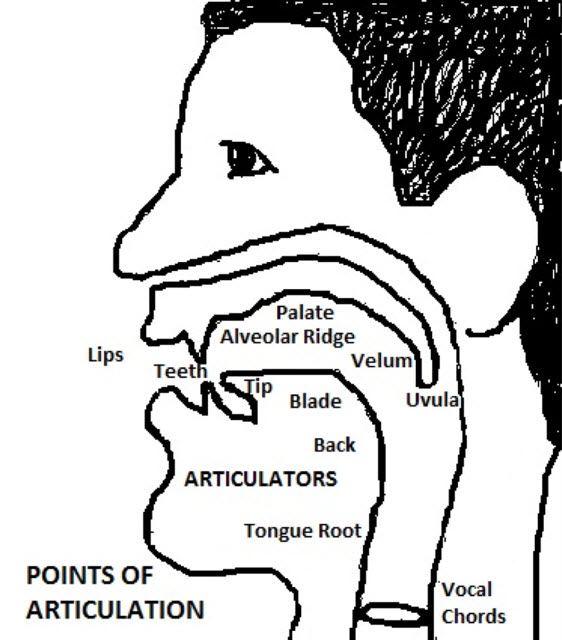 Palate
Alveolar Ridge
Lips
Velum
Teeth
Tip
Blade
Uvula
Back
ARTICULATORS
Tongue Root
POINTS OF
ARTICULATION
Vocal
Chords